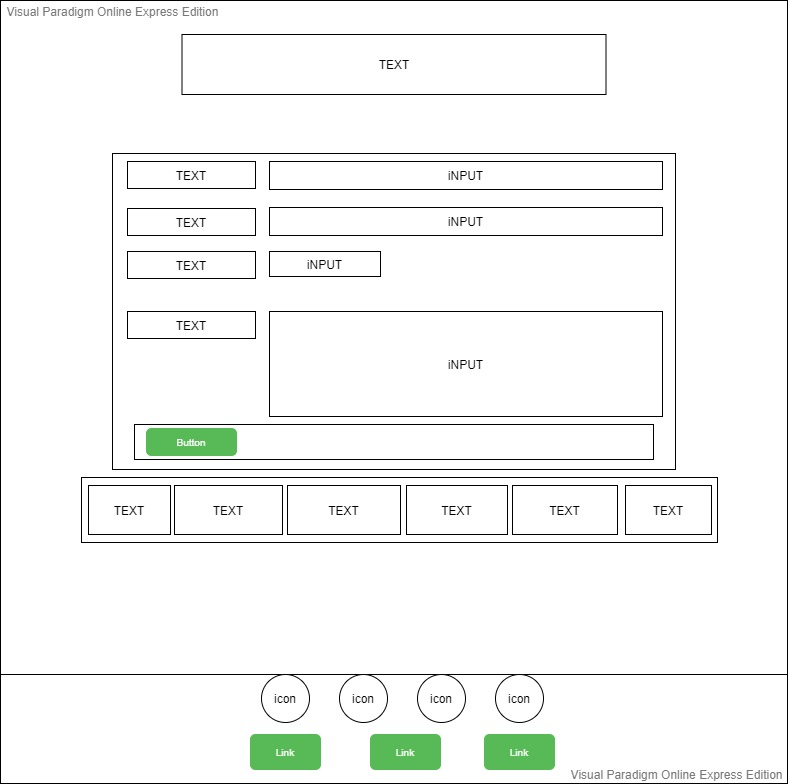 Visual Paradigm Online Express Edition
TEXT
TEXT iNPUT
TEXT iNPUT
TEXT iNPUT
TEXT
iNPUT
Button
TEXT TEXT TEXT TEXT TEXT TEXT
icon icon icon icon
Link Link Link
Visual Paradigm Online Express Edition